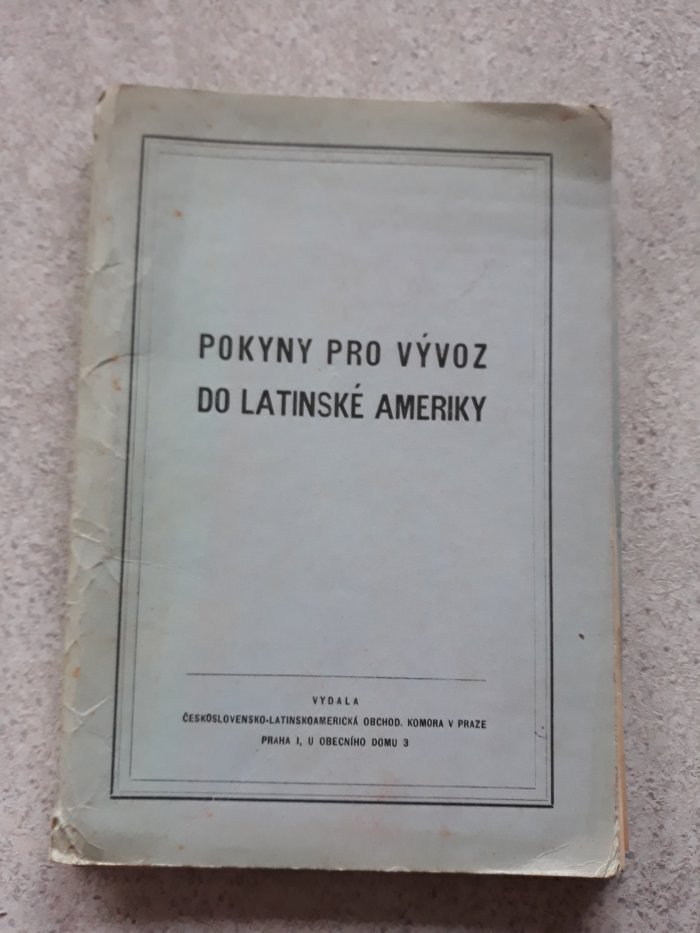 POKYNY PRO VÝVOZ
DO LATINSKÉ AMERIKY
VYDALA
ČESKOSLOVENSKO-LATINSKOAMERICKÁ OBCHOD. KOMORA V PRAZE
PRAHA I, U OBECNÍHO DOMU 3